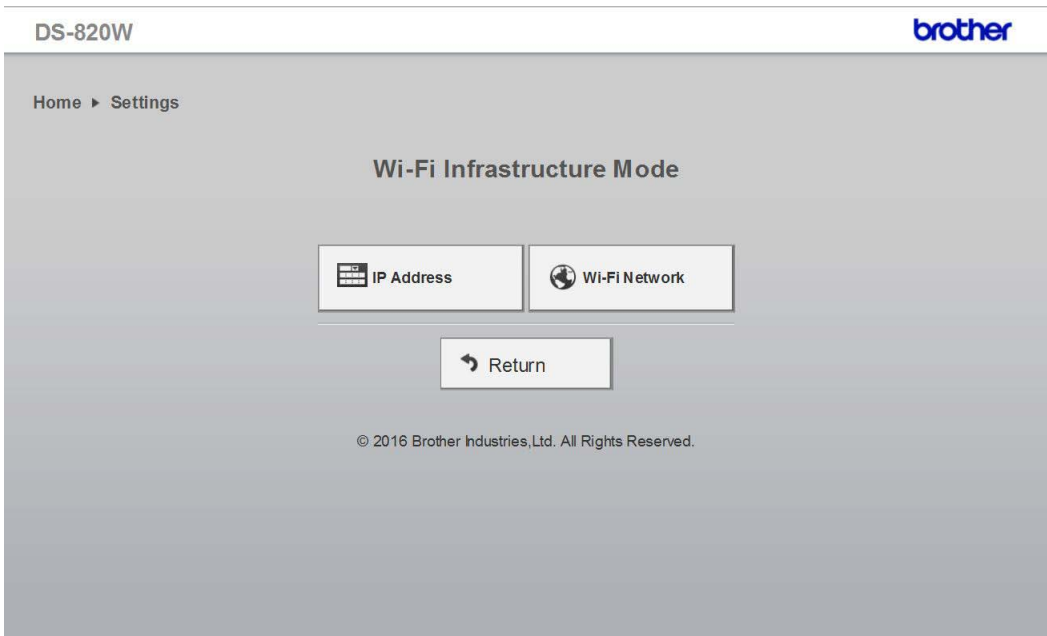 DS-820W
brother
Home ▸ Settings
Wi-Fi Infrastructure Mode
IP Address
Wi-Fi Network
Return
© 2016 Brother Industries,Ltd. All Rights Reserved.